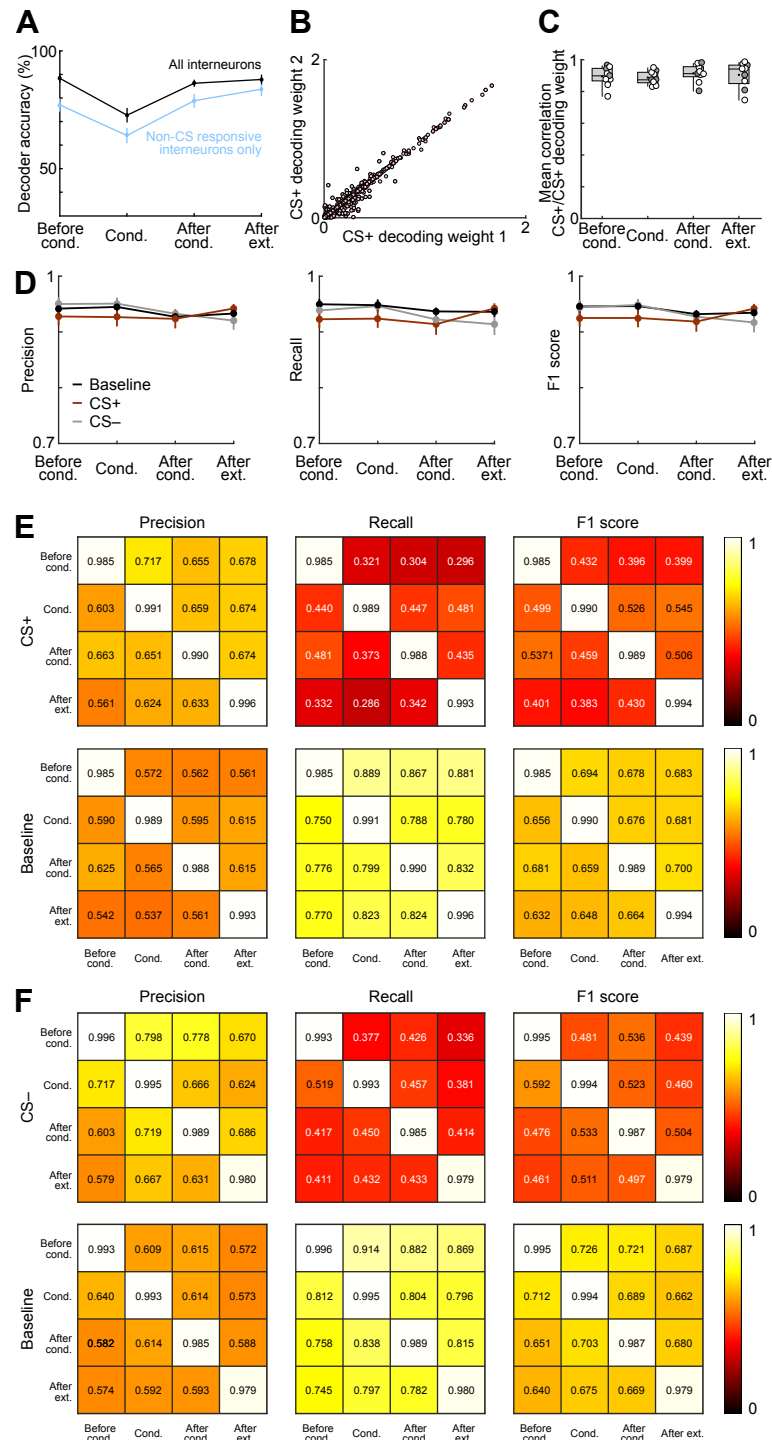 A
Decoder accuracy (%)
100
50
All interneurons
Non-CS responsive
interneurons only
Before
cond.
Cond.
After
cond.
After
ext.
B
CS+ decoding weight 2
2
0
0
2
CS+ decoding weight 1
C
Mean correlation
CS+/CS+ decoding weight
1
0
Before
cond.
Cond.
After
cond.
After
ext.
D
Precision
1
0.7
Baseline
CS+
CS–
Before
cond.
Cond.
After
cond.
After
ext.
Recall
1
0.7
Before
cond.
Cond.
After
cond.
After
ext.
F1 score
1
0.7
Before
cond.
Cond.
After
cond.
After
ext.
E
Precision Recall F1 score
CS+
Before
cond.
0.985 0.717 0.655 0.678 0.985 0.321 0.304 0.296 0.985 0.432 0.396 0.399
Cond.
0.603 0.991 0.659 0.674 0.440 0.989 0.447 0.481 0.499 0.990 0.526 0.545
After
cond.
0.663 0.651 0.990 0.674 0.481 0.373 0.988 0.435 0.5371 0.459 0.989 0.506
After
ext.
0.561 0.624 0.633 0.996 0.332 0.286 0.342 0.993 0.401 0.383 0.430 0.994
1
0
Baseline
Before
cond.
0.985 0.572 0.562 0.561 0.985 0.889 0.867 0.881 0.985 0.694 0.678 0.683
Cond.
0.590 0.989 0.595 0.615 0.750 0.991 0.788 0.780 0.656 0.990 0.676 0.681
After
cond.
0.625 0.565 0.988 0.615 0.776 0.799 0.990 0.832 0.681 0.659 0.989 0.700
After
ext.
0.542 0.537 0.561 0.993 0.770 0.823 0.824 0.996 0.632 0.648 0.664 0.994
1
0
Before
cond.
Cond.
After
cond.
After
ext.
Before
cond.
Cond.
After
cond.
After
ext.
Before
cond.
Cond.
After
cond.
After ext.
F
Precision Recall F1 score
CS–
Before
cond.
0.996 0.798 0.778 0.670 0.993 0.377 0.426 0.336 0.995 0.481 0.536 0.439
Cond.
0.717 0.995 0.666 0.624 0.519 0.993 0.457 0.381 0.592 0.994 0.523 0.460
After
cond.
0.603 0.719 0.989 0.686 0.417 0.450 0.985 0.414 0.476 0.533 0.987 0.504
After
ext.
0.579 0.667 0.631 0.980 0.411 0.432 0.433 0.979 0.461 0.511 0.497 0.979
1
0
Baseline
Before
cond.
0.993 0.609 0.615 0.572 0.996 0.914 0.882 0.869 0.995 0.726 0.721 0.687
Cond.
0.640 0.993 0.614 0.573 0.812 0.995 0.804 0.796 0.712 0.994 0.689 0.662
After
cond.
0.582 0.614 0.985 0.588 0.758 0.838 0.989 0.815 0.651 0.703 0.987 0.680
After
ext.
0.574 0.592 0.593 0.979 0.745 0.797 0.782 0.980 0.640 0.675 0.669 0.979
1
0
Before
cond.
Cond.
After
cond.
After
ext.
Before
cond.
Cond.
After
cond.
After
ext.
Before
cond.
Cond.
After
cond.
After ext.